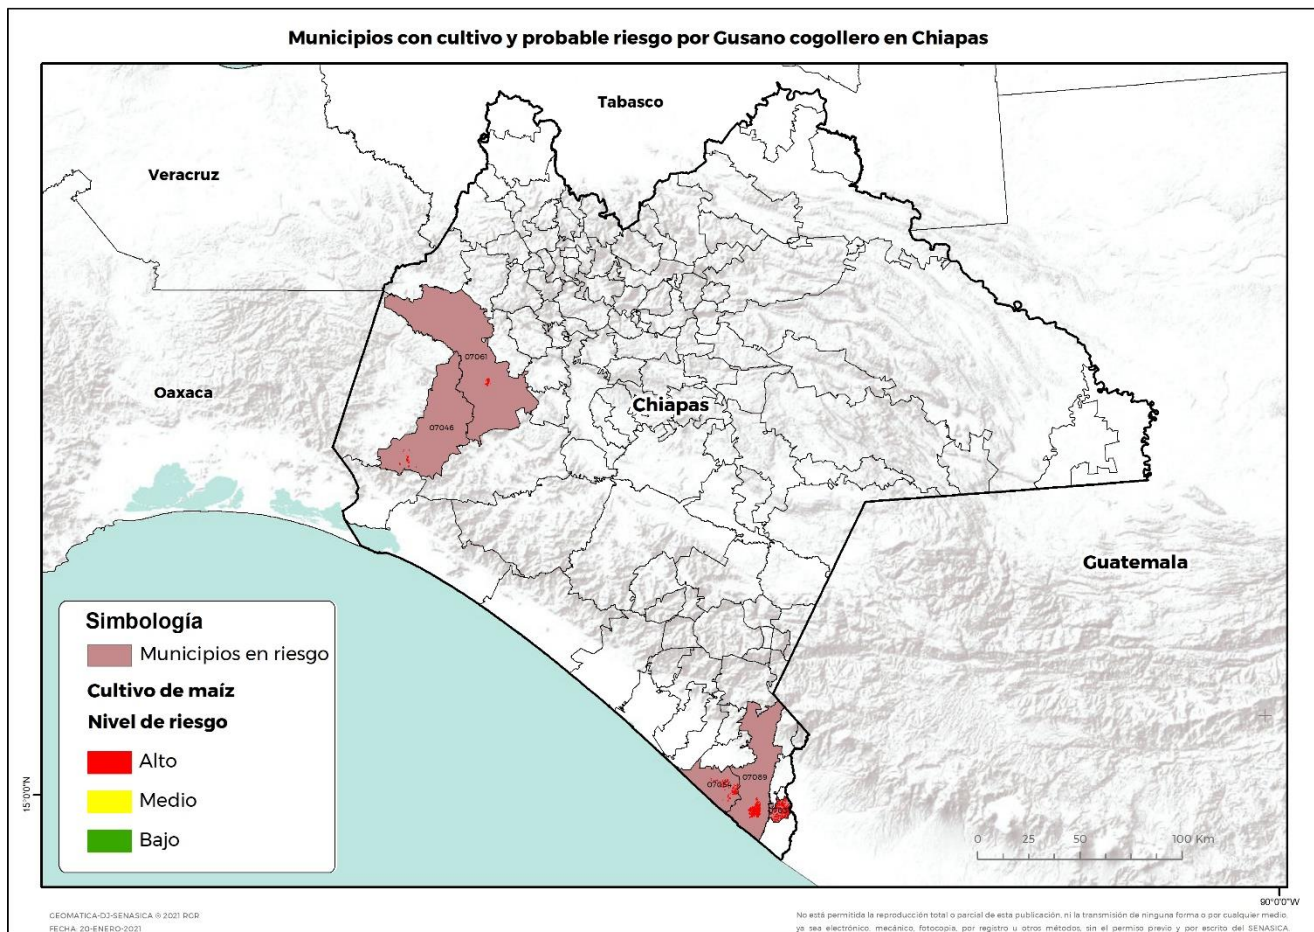 Municipios con cultivo y probable riesgo por Gusano cogollero en Chiapas
Tabasco
Veracruz
Oaxaca
Chiapas
Guatemala
07061
07046
07089
07054
Simbología
Municipios en riesgo
Cultivo de maíz
Nivel de riesgo
Alto
Medio
Bajo
15°0'0"N
0 25 50 100 Km
90°0'0"W
GEOMATICA-DJ-SENASICA © 2021 RGR
FECHA: 20-ENERO-2021
No está permitida la reproducción total o parcial de esta publicación, ni la transmisión de ninguna forma o por cualquier medio,
ya sea electrónico, mecánico, fotocopia, por registro u otros métodos, sin el permiso previo y por escrito del SENASICA.